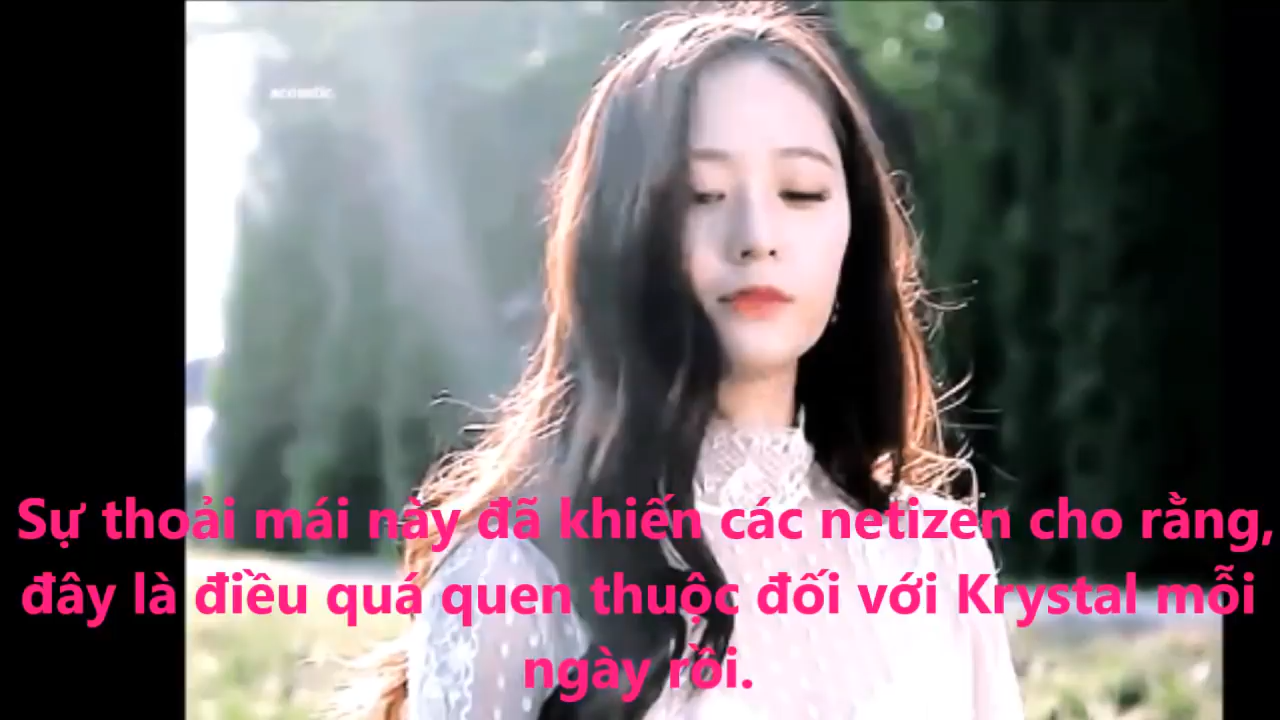 acoustic.
Sự thoải mái này đã khiến các netizen cho rằng,
đây là điều quá quen thuộc đối với Krystal mỗi
ngày rồi.